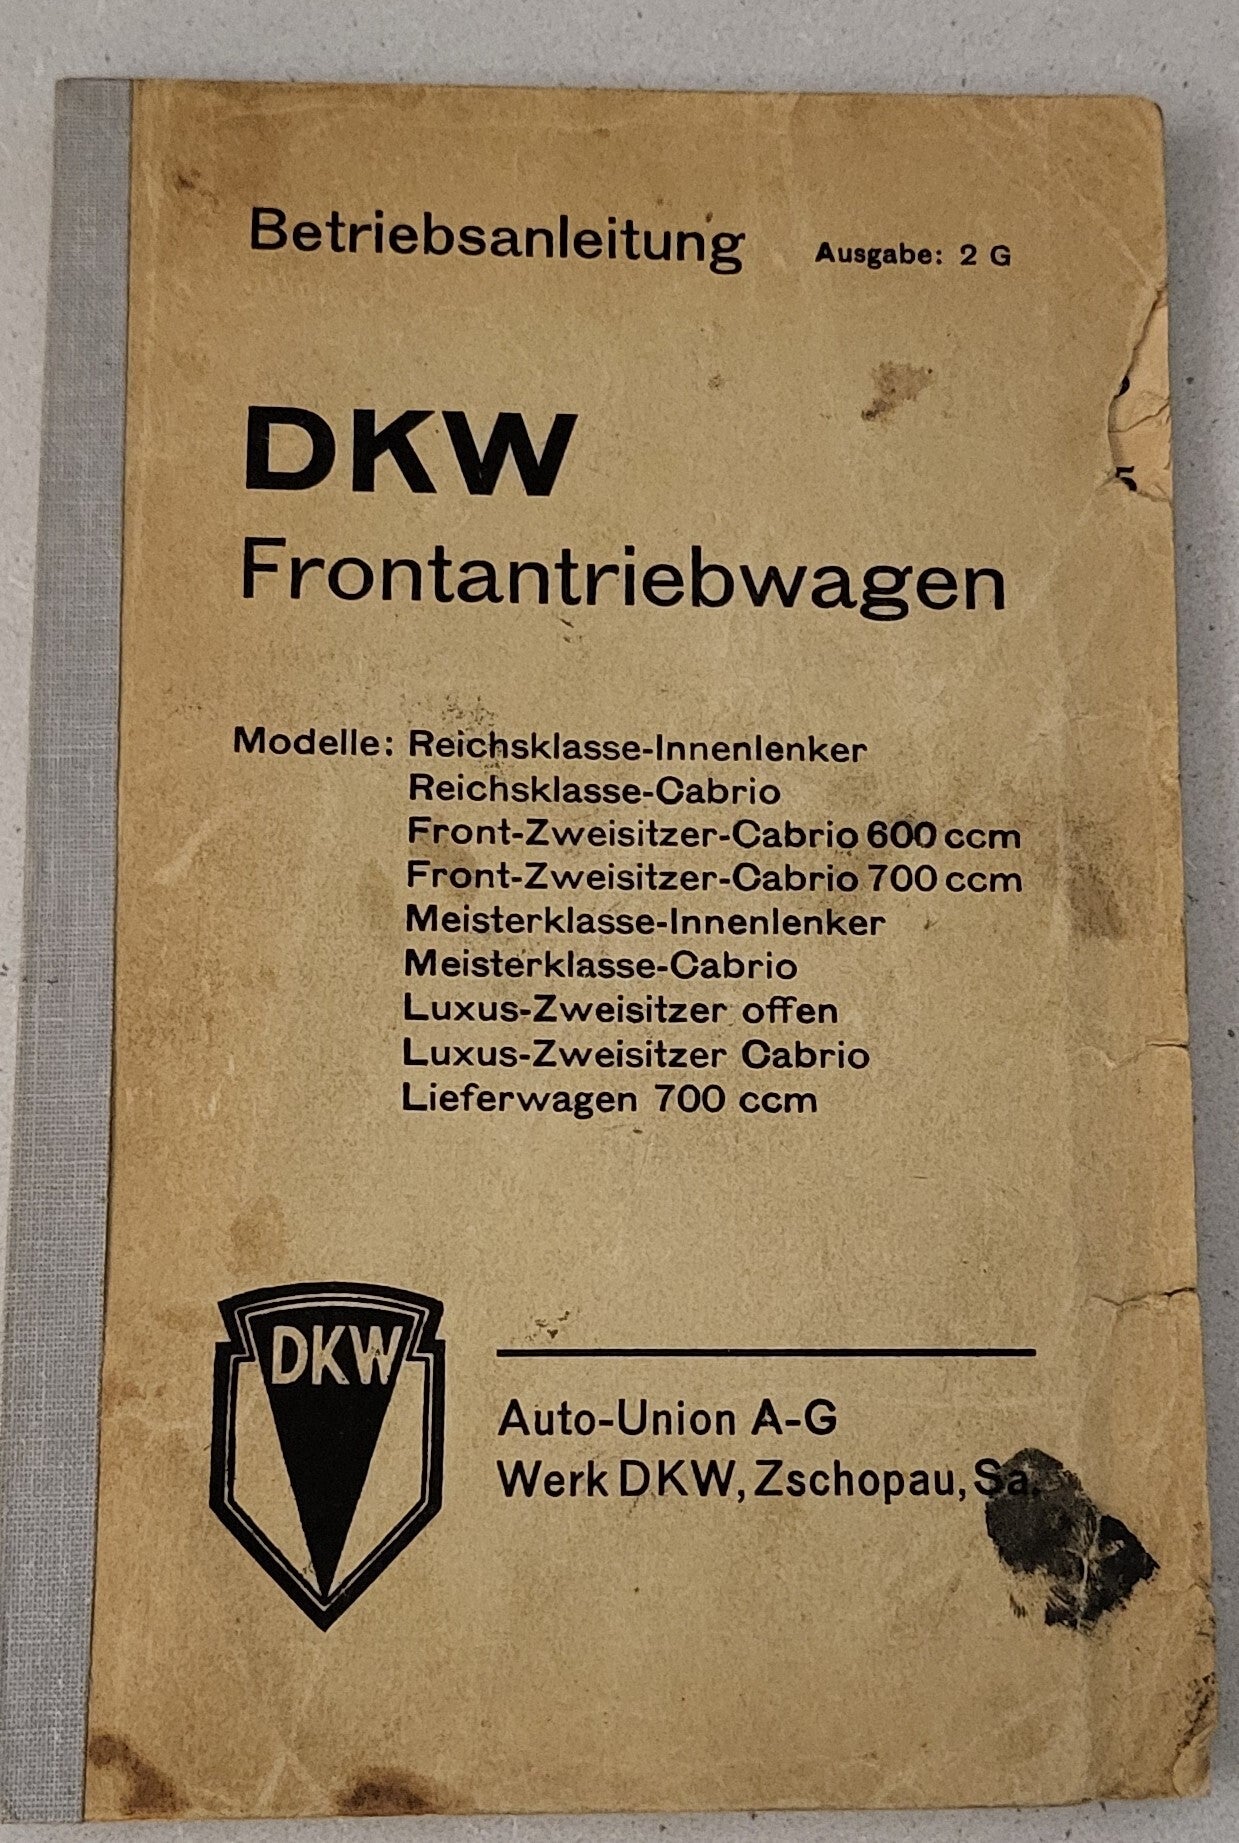 Betriebsanleitung Ausgabe: 2 G
DKW
Frontantriebwagen
Modelle: Reichsklasse-Innenlenker
Reichsklasse-Cabrio
Front-Zweisitzer-Cabrio 600 ccm
Front-Zweisitzer-Cabrio 700 ccm
Meisterklasse-Innenlenker
Meisterklasse-Cabrio
Luxus-Zweisitzer offen
Luxus-Zweisitzer Cabrio
Lieferwagen 700 ccm
DKW
Auto-Union A-G
Werk DKW, Zschopau, Sa.
5